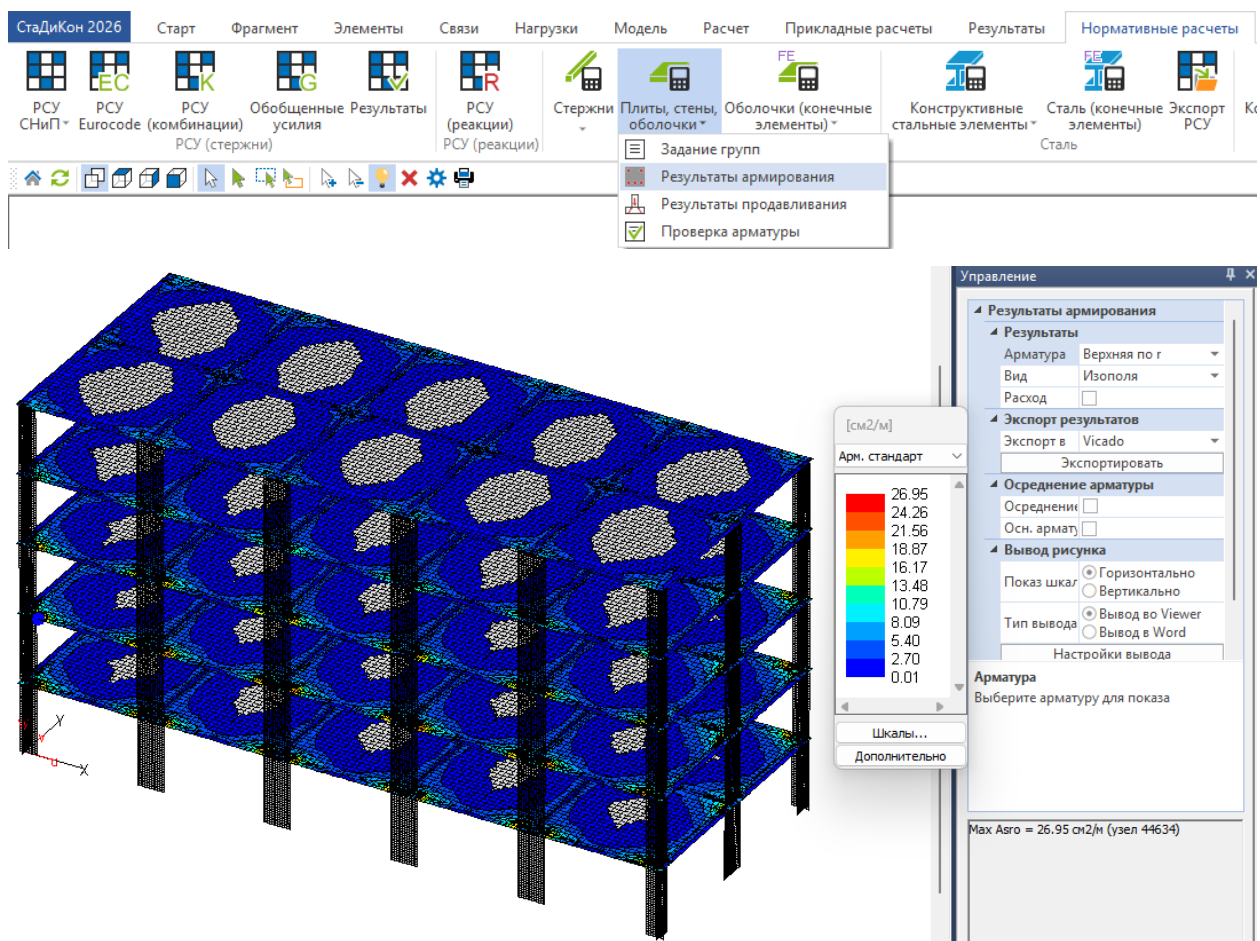 СтаДиКон 2026 Старт Фрагмент Элементы Связи Нагрузки Модель Расчет Прикладные расчеты Результаты Нормативные расчеты
EC K G R FE FE
РСУ РСУ РСУ Обобщенные Результаты РСУ Стержни Плиты, стены, Оболочки (конечные Конструктивные Сталь (конечные Экспорт
СНиП Eurocode (комбинации) усилия (реакции) оболочки элементы) стальные элементы элементы) РСУ
РСУ (стержни) РСУ (реакции) Сталь
Задание групп
Результаты армирования
Результаты продавливания
Проверка арматуры
Управление
Результаты армирования
Результаты
Арматура Верхняя по r
Вид Изополя
Расход
Экспорт результатов
Экспорт в Vicado
Экспортировать
Осреднение арматуры
Осреднение
Осн. армат
Вывод рисунка
Показ шкал Горизонтально
Вертикально
Тип вывода Вывод во Viewer
Вывод в Word
Настройки вывода
Арматура
Выберите арматуру для показа
Max Asro = 26.95 см2/м (узел 44634)
[см2/м]
Арм. стандарт
26.95
24.26
21.56
18.87
16.17
13.48
10.79
8.09
5.40
2.70
0.01
Шкалы...
Дополнительно
Y
X